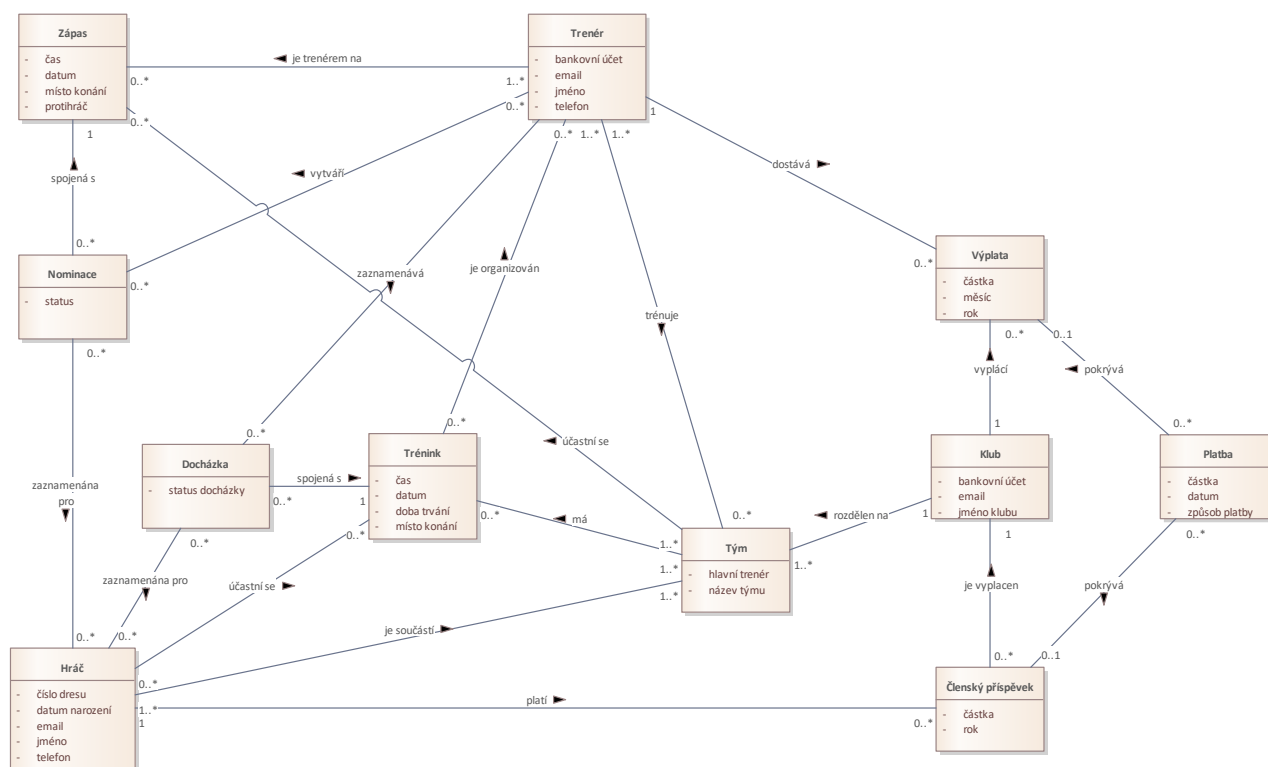 Zápas
- čas
- datum
- místo konání
- protihráč
Trenér
- bankovní účet
- email
- jméno
- telefon
je trenérem na
0..*
1..*
0..*
0..*
1
0..*
1..*
1..*
1
spojená s
vytváří
dostává
0..*
0..*
Nominace
- status
0..*
zaznamenává
je organizován
trénuje
0..*
Výplata
- částka
- měsíc
- rok
0..*
0..1
vyplácí
pokrývá
0..*
0..*
0..*
1
0..*
účastní se
Docházka
- status docházky
spojená s
0..*
1
Trénink
- čas
- datum
- doba trvání
- místo konání
0..*
má
0..*
rozdělen na
1
Klub
- bankovní účet
- email
- jméno klubu
Platba
- částka
- datum
- způsob platby
zaznamenána
pro
0..*
0..*
1..*
1..*
1..*
Tým
- hlavní trenér
- název týmu
1..*
1
0..*
zaznamenána pro
účastní se
je vyplacen
pokrývá
je součástí
0..*
0..*
0..*
0..1
Hráč
- číslo dresu
- datum narození
- email
- jméno
- telefon
0..*
1..*
1
platí
0..*
Členský příspěvek
- částka
- rok